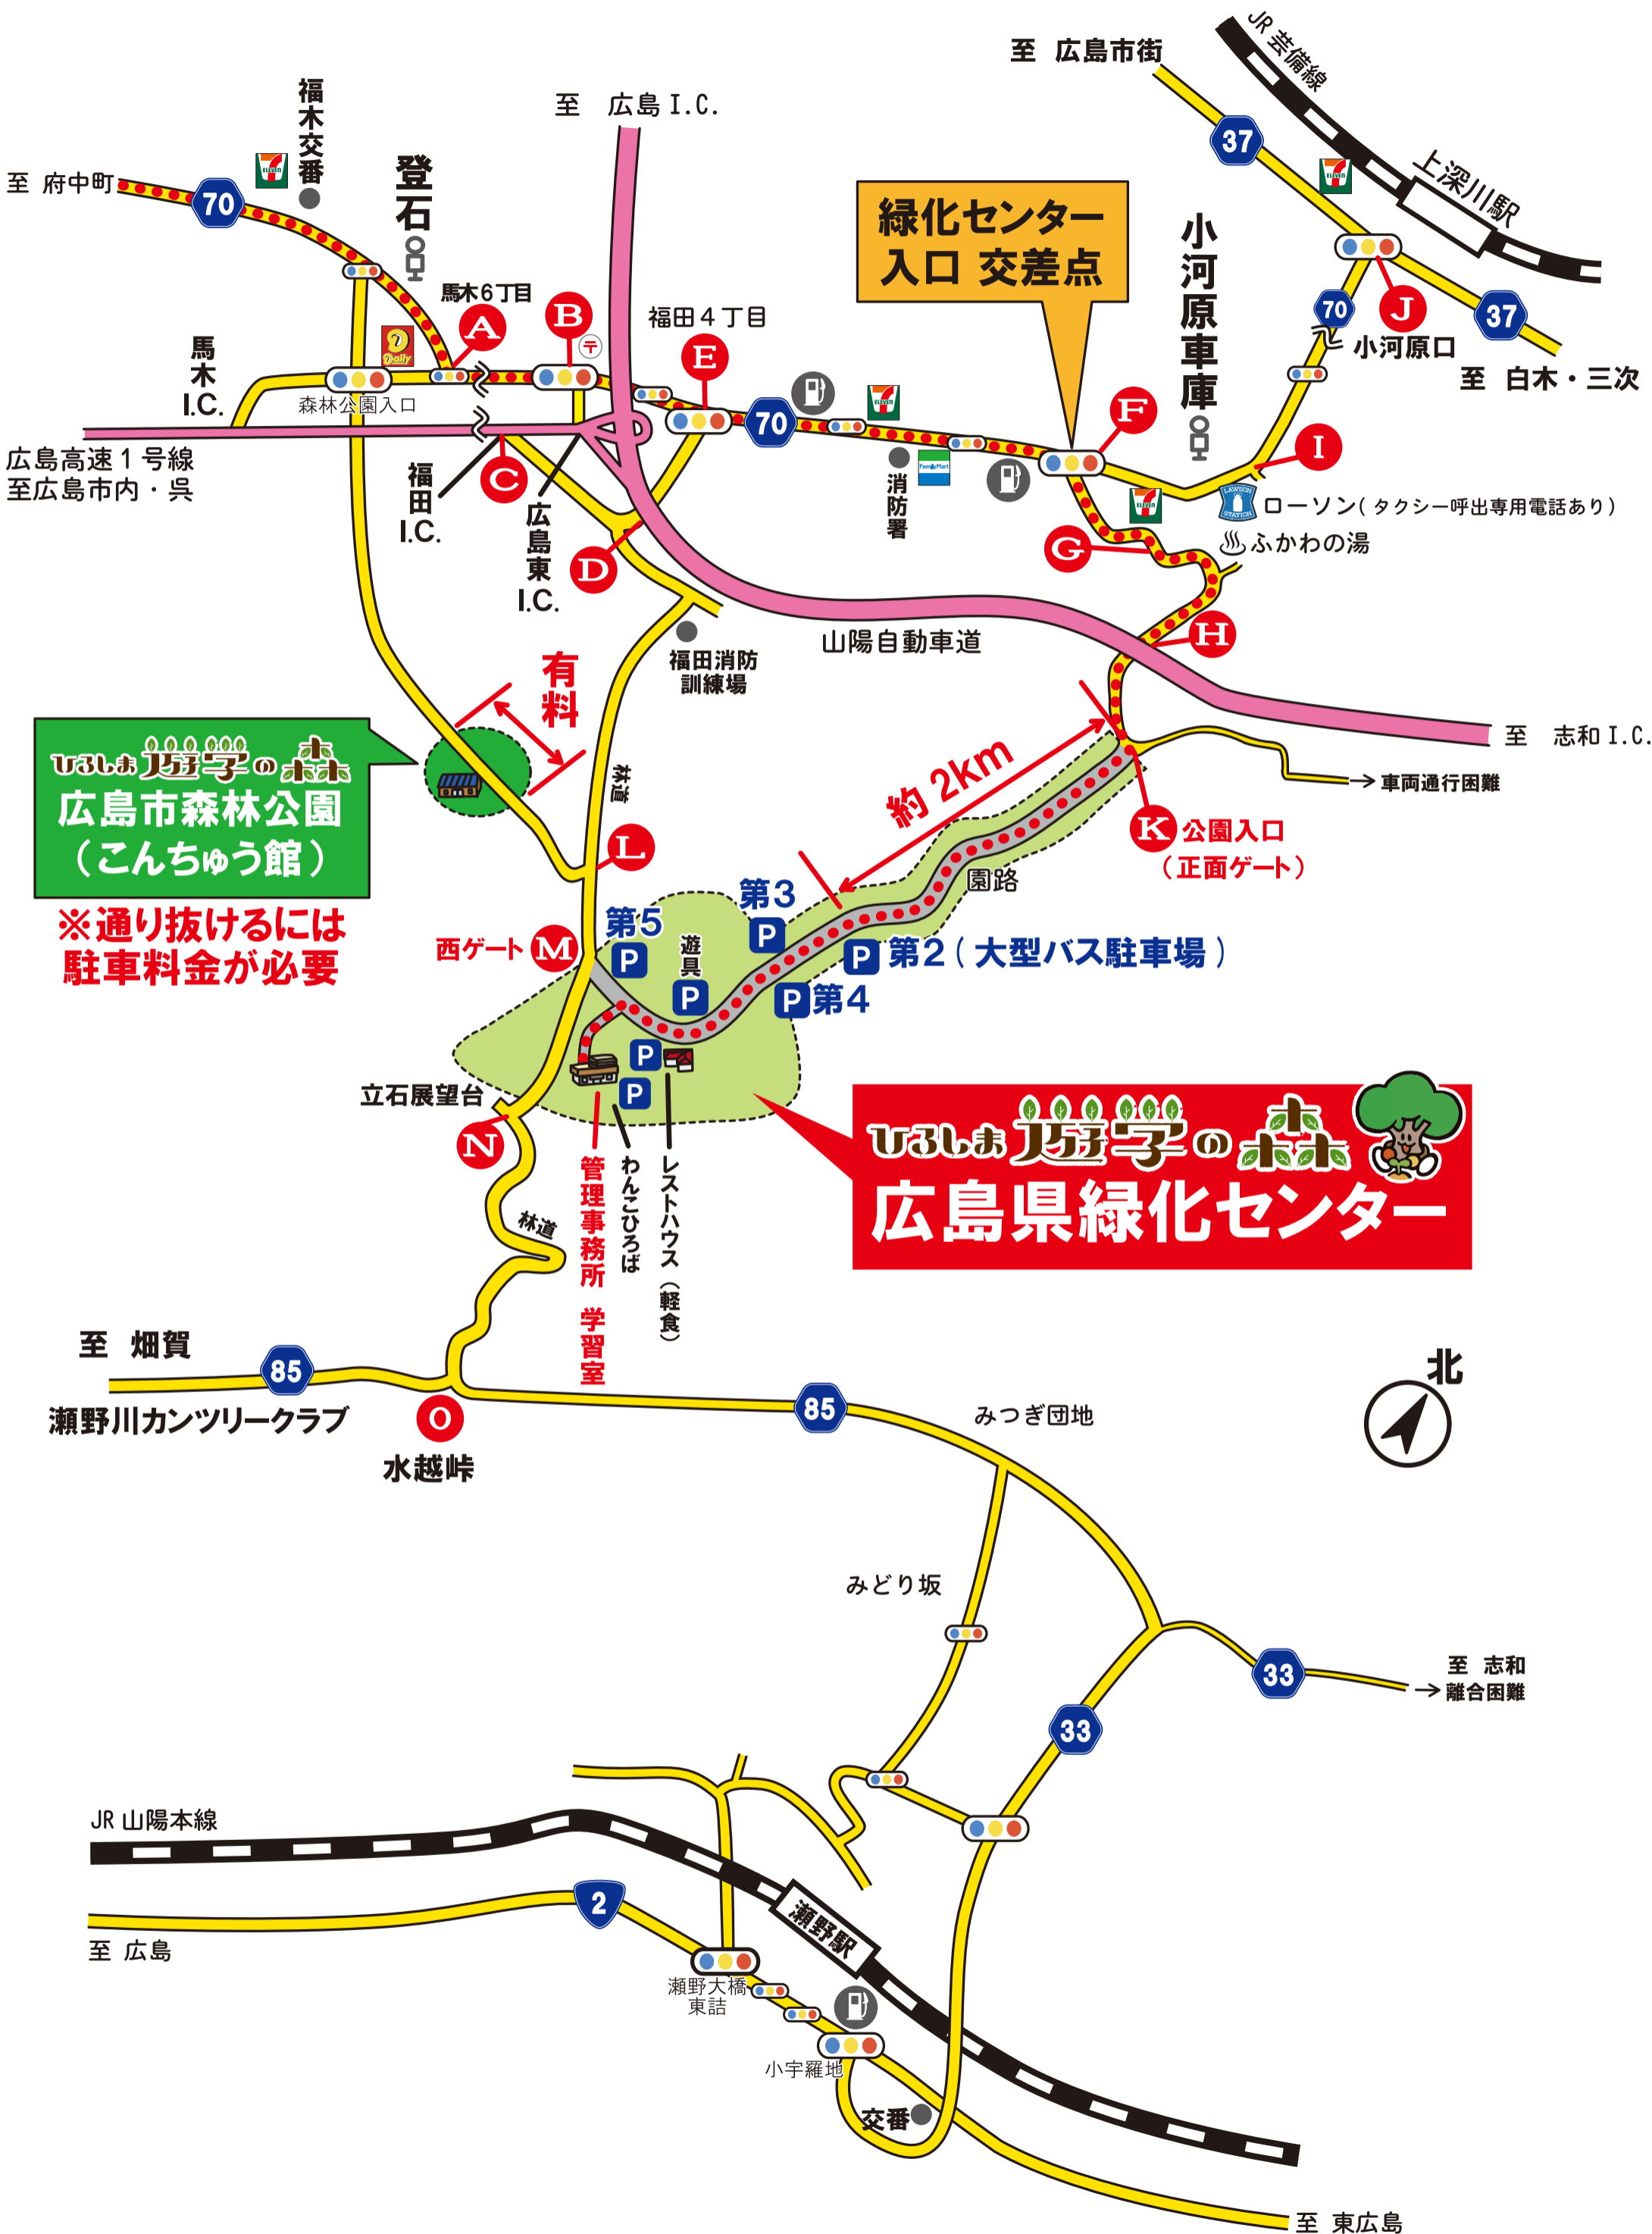 至 広島市街
JR 芸備線
37
上深川駅
J
37
70
小河原口
至 白木・三次
至 広島 I.C.
福木交番
登石
至 府中町
70
ELEVEN
馬木6丁目
A
B
〒
福田4丁目
E
緑化センター
入口 交差点
小河原車庫
馬木
I.C.
Daily
森林公園入口
70
ELEVEN
ELEVEN
F
I
広島高速1号線
至広島市内・呉
福田
I.C.
C
広島東
I.C.
D
消防署
FamilyMart
ELEVEN
LAWSON
STATION
ローソン(タクシー呼出専用電話あり)
ふかわの湯
G
H
福田消防
訓練場
山陽自動車道
至 志和 I.C.
→車両通行困難
有料
林道
ひろしま遊学の森
広島市森林公園
(こんちゅう館)
※通り抜けるには
駐車料金が必要
約 2km
K 公園入口
(正面ゲート)
園路
L
西ゲート M
第5
P
遊具
P
第3
P
P 第2(大型バス駐車場)
P 第4
P
P
立石展望台
N
管理事務所 学習室
わんこひろば
レストハウス(軽食)
ひろしま遊学の森
広島県緑化センター
林道
至 畑賀
85
瀬野川カンツリークラブ
O
水越峠
85
みつぎ団地
北
みどり坂
33
至 志和
→離合困難
33
JR 山陽本線
2
至 広島
瀬野駅
瀬野大橋
東詰
小宇羅地
交番
至 東広島